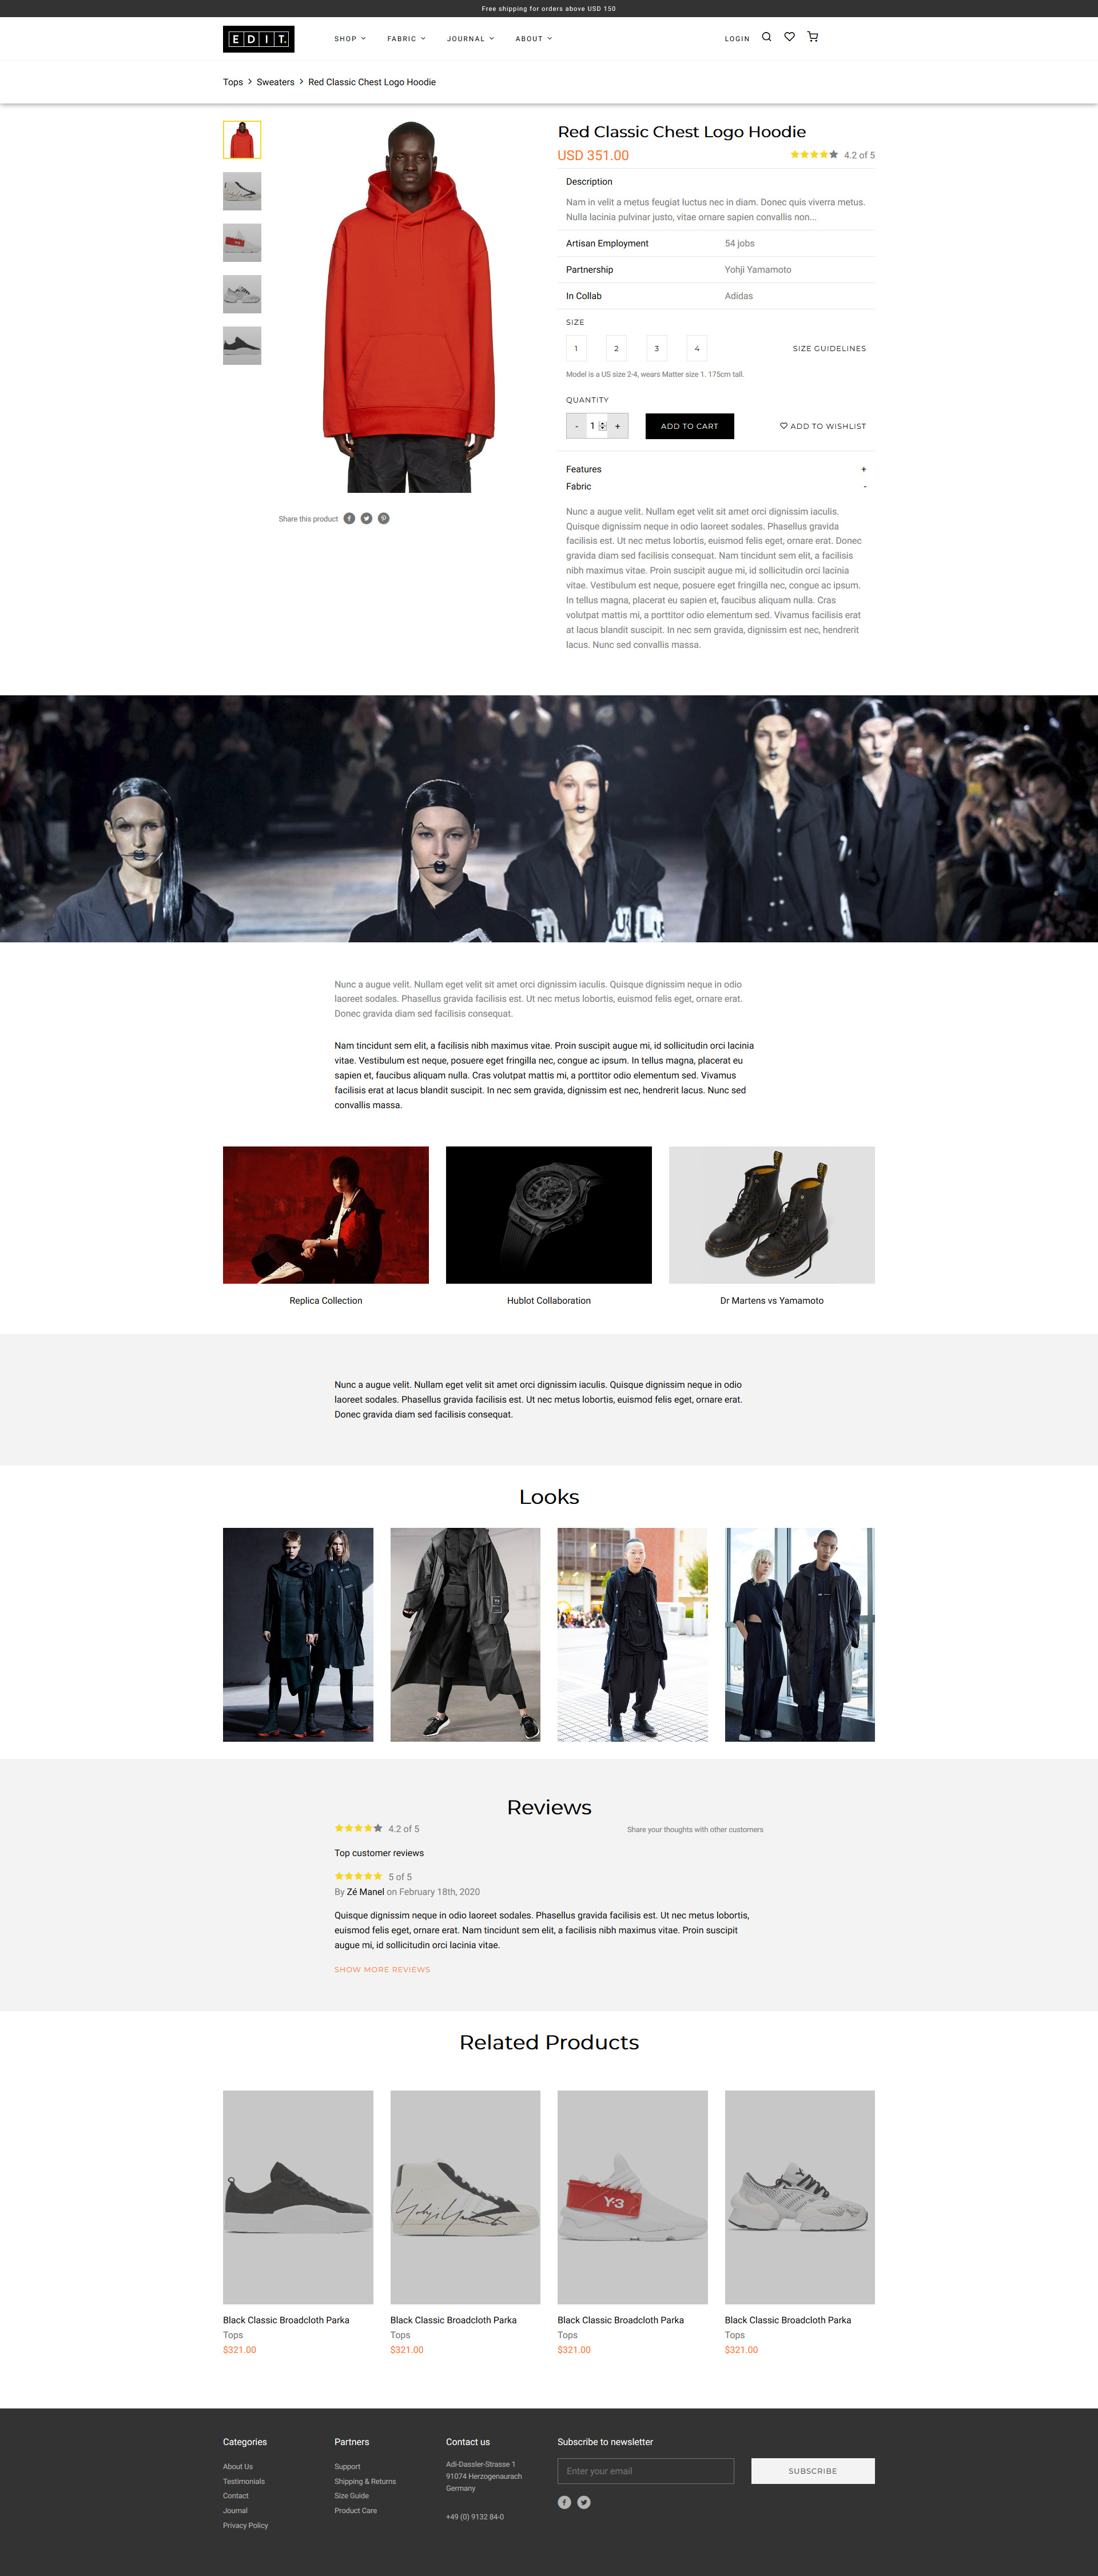 Free shipping for orders above USD 150
EDIT.
SHOP
FABRIC
JOURNAL
ABOUT
LOGIN
Tops > Sweaters > Red Classic Chest Logo Hoodie
Red Classic Chest Logo Hoodie
USD 351.00
4.2 of 5
Description
Nam in velit a metus feugiat luctus nec in diam. Donec quis viverra metus.
Nulla lacinia pulvinar justo, vitae ornare sapien convallis non...
Artisan Employment 54 jobs
Partnership Yohji Yamamoto
In Collab Adidas
SIZE
1 2 3 4 SIZE GUIDELINES
Model is a US size 2-4, wears Matter size 1. 175cm tall.
QUANTITY
- 1 + ADD TO CART ADD TO WISHLIST
Features +
Fabric -
Nunc a augue velit. Nullam eget velit sit amet orci dignissim iaculis.
Quisque dignissim neque in odio laoreet sodales. Phasellus gravida
facilisis est. Ut nec metus lobortis, euismod felis eget, ornare erat. Donec
gravida diam sed facilisis consequat. Nam tincidunt sem elit, a facilisis
nibh maximus vitae. Proin suscipit augue mi, id sollicitudin orci lacinia
vitae. Vestibulum est neque, posuere eget fringilla nec, congue ac ipsum.
In tellus magna, placerat eu sapien et, faucibus aliquam nulla. Cras
volutpat mattis mi, a porttitor odio elementum sed. Vivamus facilisis erat
at lacus blandit suscipit. In nec sem gravida, dignissim est nec, hendrerit
lacus. Nunc sed convallis massa.
Share this product
Nunc a augue velit. Nullam eget velit sit amet orci dignissim iaculis. Quisque dignissim neque in odio
laoreet sodales. Phasellus gravida facilisis est. Ut nec metus lobortis, euismod felis eget, ornare erat.
Donec gravida diam sed facilisis consequat.
Nam tincidunt sem elit, a facilisis nibh maximus vitae. Proin suscipit augue mi, id sollicitudin orci lacinia
vitae. Vestibulum est neque, posuere eget fringilla nec, congue ac ipsum. In tellus magna, placerat eu
sapien et, faucibus aliquam nulla. Cras volutpat mattis mi, a porttitor odio elementum sed. Vivamus
facilisis erat at lacus blandit suscipit. In nec sem gravida, dignissim est nec, hendrerit lacus. Nunc sed
convallis massa.
Replica Collection
Hublot Collaboration
Dr Martens vs Yamamoto
Nunc a augue velit. Nullam eget velit sit amet orci dignissim iaculis. Quisque dignissim neque in odio
laoreet sodales. Phasellus gravida facilisis est. Ut nec metus lobortis, euismod felis eget, ornare erat.
Donec gravida diam sed facilisis consequat.
Looks
Reviews
4.2 of 5
Share your thoughts with other customers
Top customer reviews
5 of 5
By Zé Manel on February 18th, 2020
Quisque dignissim neque in odio laoreet sodales. Phasellus gravida facilisis est. Ut nec metus lobortis,
euismod felis eget, ornare erat. Nam tincidunt sem elit, a facilisis nibh maximus vitae. Proin suscipit
augue mi, id sollicitudin orci lacinia vitae.
SHOW MORE REVIEWS
Related Products
Y-3
Black Classic Broadcloth Parka
Tops
$321.00
Black Classic Broadcloth Parka
Tops
$321.00
Black Classic Broadcloth Parka
Tops
$321.00
Black Classic Broadcloth Parka
Tops
$321.00
Categories
About Us
Testimonials
Contact
Journal
Privacy Policy
Partners
Support
Shipping & Returns
Size Guide
Product Care
Contact us
Adi-Dassler-Strasse 1
91074 Herzogenaurach
Germany
+49 (0) 9132 84-0
Subscribe to newsletter
Enter your email
SUBSCRIBE